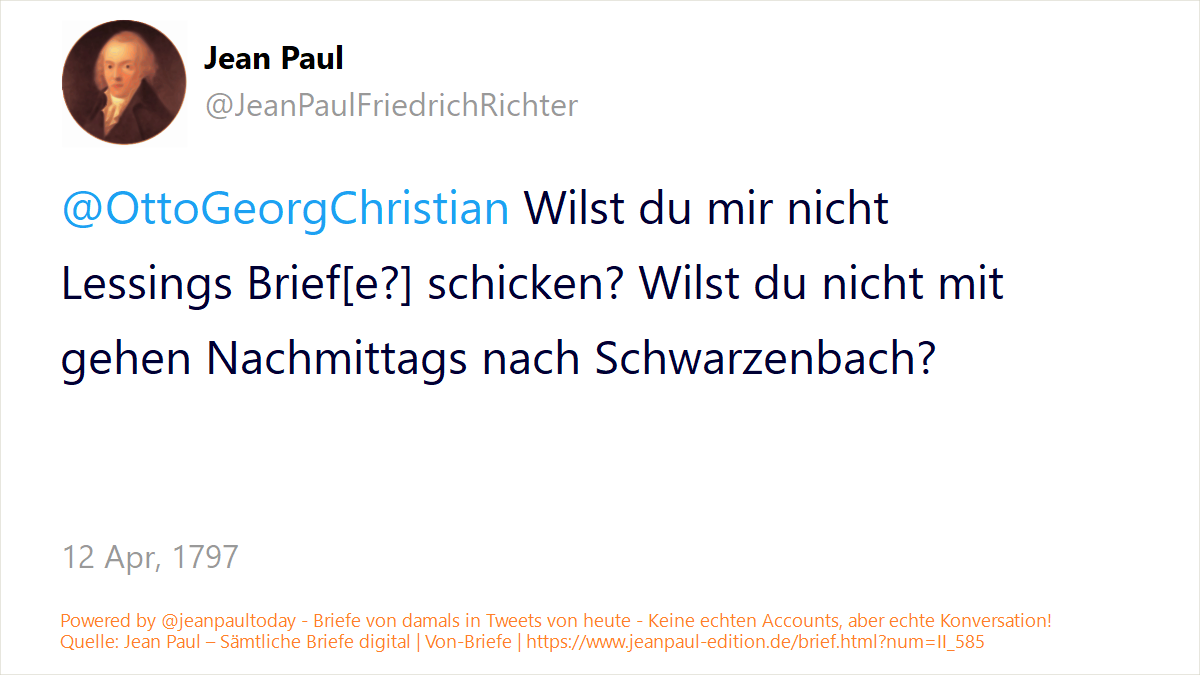 Jean Paul
@JeanPaulFriedrichRichter
@OttoGeorgChristian Wilst du mir nicht
Lessings Brief[e?] schicken? Wilst du nicht mit
gehen Nachmittags nach Schwarzenbach?
12 Apr, 1797
Powered by @jeanpaultoday - Briefe von damals in Tweets von heute - Keine echten Accounts, aber echte Konversation!
Quelle: Jean Paul – Sämtliche Briefe digital | Von-Briefe | https://www.jeanpaul-edition.de/brief.html?num=II_585